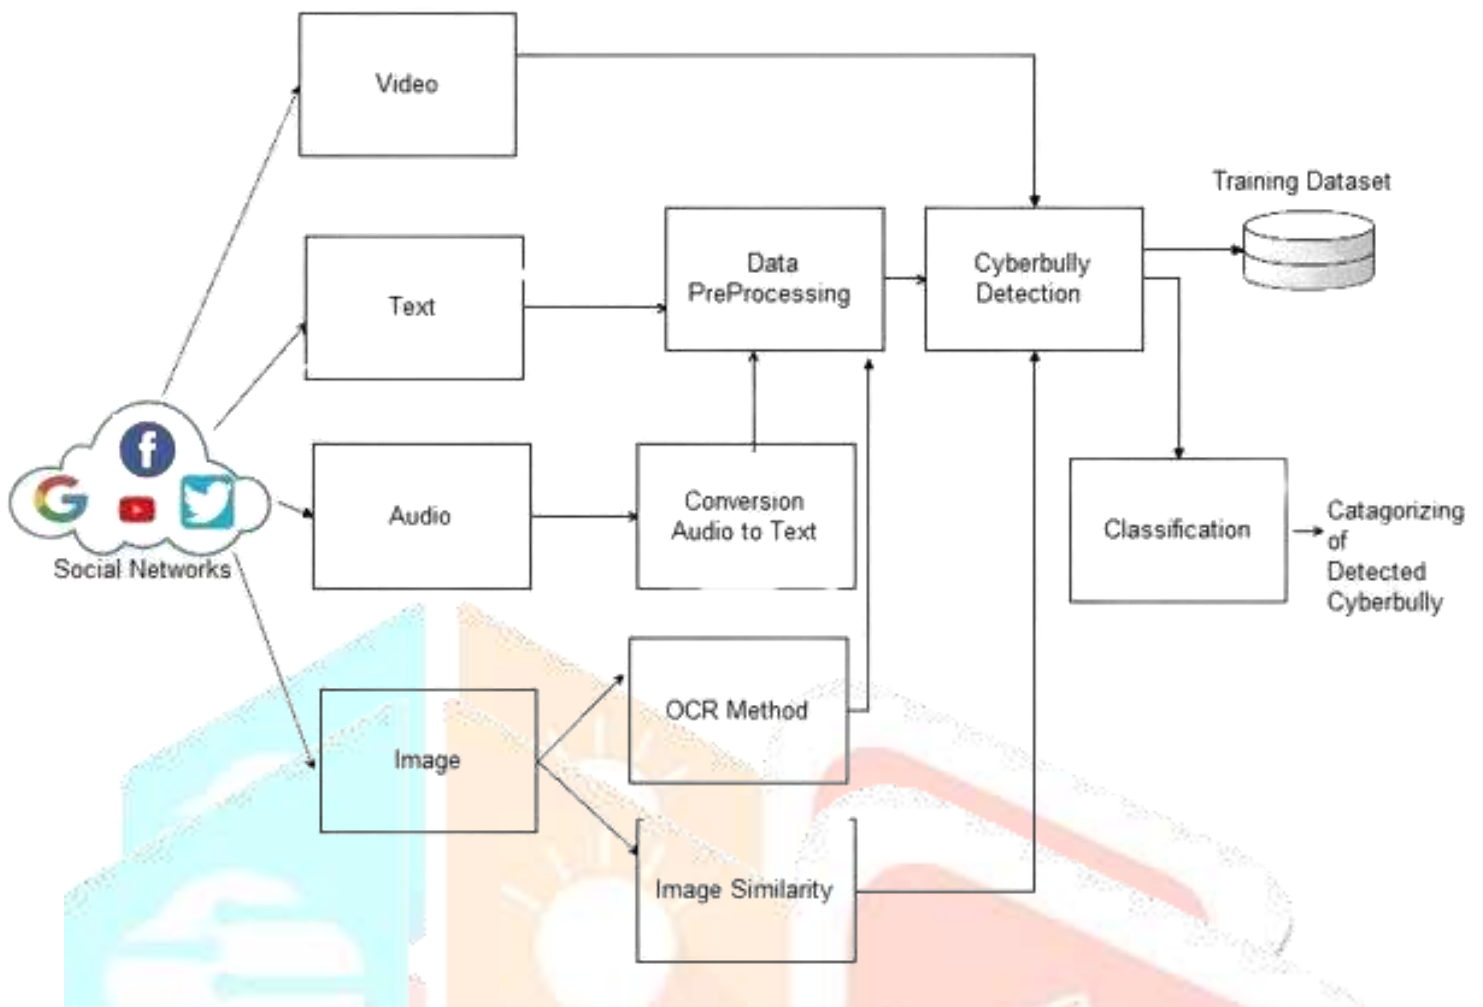 Video
Training Dataset
Data
PreProcessing
Cyberbully
Detection
Text
Audio
Conversion
Audio to Text
Classification
Catagorizing
of
Detected
Cyberbully
Social Networks
OCR Method
Image
Image Similarity